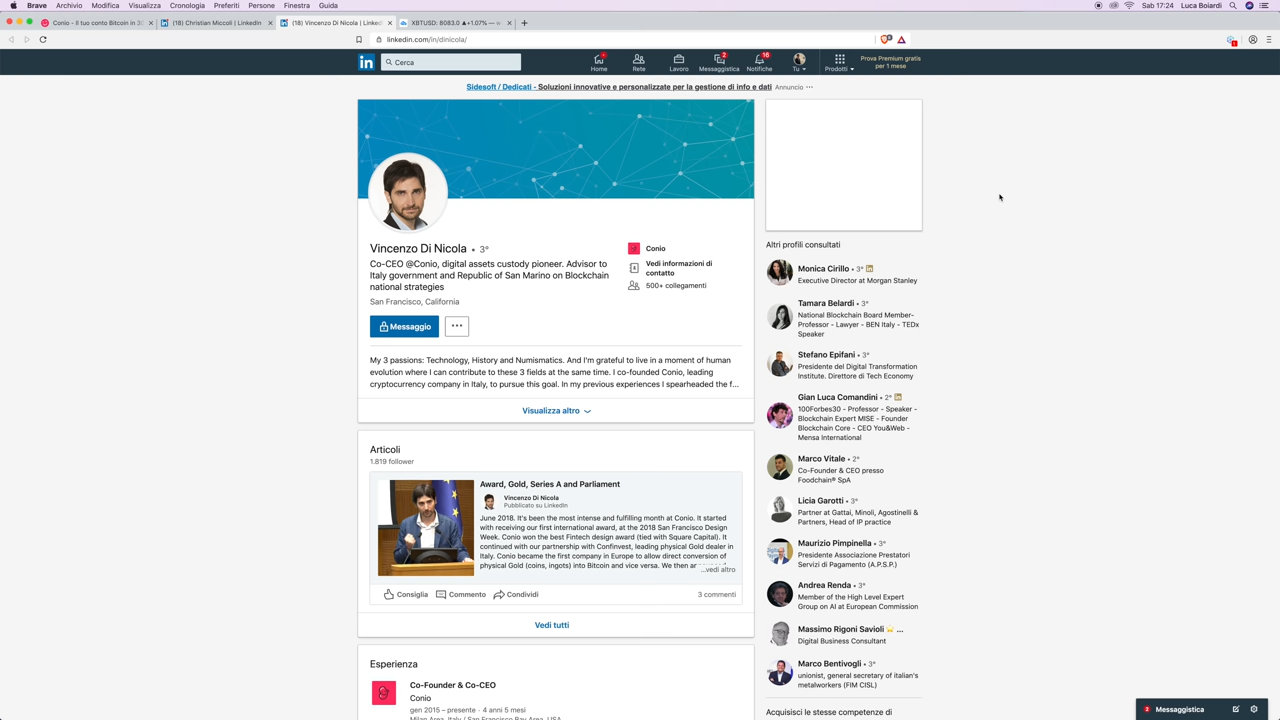 Brave Archivio Modifica Visualizza Cronologia Preferiti Persone Finestra Guida
Sab 17:24 Luca Boiardi
Conio - il tuo conto Bitcoin in 30
(18) Christian Miccoli | LinkedIn
(18) Vincenzo Di Nicola | Linked
XBTUSD: 8083.0 ▲+1.07% — 
linkedin.com/in/dinicola/
Cerca
Home
Rete
Lavoro
2
Messaggistica
16
Notifiche
Tu
Prodotti
Prova Premium gratis
per 1 mese
Sidesoft / Dedicati - Soluzioni innovative e personalizzate per la gestione di info e dati Annuncio ···
Vincenzo Di Nicola • 3°
Co-CEO @Conio, digital assets custody pioneer. Advisor to
Italy government and Republic of San Marino on Blockchain
national strategies
San Francisco, California
Conio
Vedi informazioni di
contatto
500+ collegamenti
Messaggio
···
My 3 passions: Technology, History and Numismatics. And I'm grateful to live in a moment of human
evolution where I can contribute to these 3 fields at the same time. I co-founded Conio, leading
cryptocurrency company in Italy, to pursue this goal. In my previous experiences I spearheaded the f...
Visualizza altro
Articoli
1.819 follower
Award, Gold, Series A and Parliament
Vincenzo Di Nicola
Pubblicato su LinkedIn
June 2018. It's been the most intense and fulfilling month at Conio. It started
with receiving our first international award, at the 2018 San Francisco Design
Week. Conio won the best Fintech design award (tied with Square Capital). It
continued with our partnership with Confinvest, leading physical Gold dealer in
Italy. Conio became the first company in Europe to allow direct conversion of
physical Gold (coins, ingots) into Bitcoin and vice versa. We then
...vedi altro
Consiglia Commento Condividi
3 commenti
Vedi tutti
Esperienza
Co-Founder & Co-CEO
Conio
gen 2015 – presente · 4 anni 5 mesi
Milano Area, Italy / San Francisco Bay Area, USA
Altri profili consultati
Monica Cirillo • 3°
Executive Director at Morgan Stanley
Tamara Belardi • 3°
National Blockchain Board Member-
Professor - Lawyer - BEN Italy - TEDx
Speaker
Stefano Epifani • 3°
Presidente del Digital Transformation
Institute. Direttore di Tech Economy
Gian Luca Comandini • 2°
100Forbes30 - Professor - Speaker -
Blockchain Expert MISE - Founder
Blockchain Core - CEO You&Web -
Mensa International
Marco Vitale • 2°
Co-Founder & CEO presso
Foodchain® SpA
Licia Garotti • 3°
Partner at Gattai, Minoli, Agostinelli &
Partners, Head of IP practice
Maurizio Pimpinella • 3°
Presidente Associazione Prestatori
Servizi di Pagamento (A.P.S.P.)
Andrea Renda • 3°
Member of the High Level Expert
Group on AI at European Commission
Massimo Rigoni Savioli ⭐ ...
Digital Business Consultant
Marco Bentivogli • 3°
unionist, general secretary of italian's
metalworkers (FIM CISL)
Acquisisci le stesse competenze di
Messaggistica